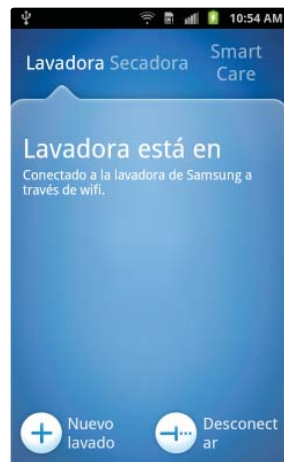 10:54 AM
Lavadora Secadora Smart
Care
Lavadora está en
Conectado a la lavadora de Samsung a
través de wifi.
Nuevo
lavado
Desconect
ar